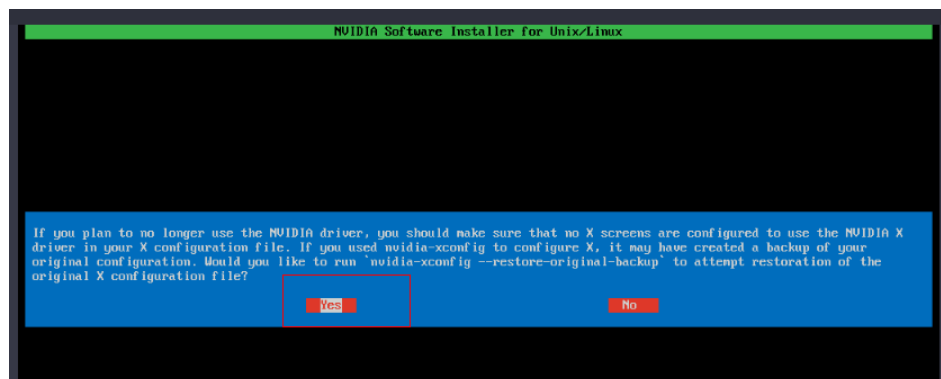 NVIDIA Software Installer for Unix/Linux
If you plan to no longer use the NVIDIA driver, you should make sure that no X screens are configured to use the NVIDIA X
driver in your X configuration file. If you used nvidia-xconfig to configure X, it may have created a backup of your
original configuration. Would you like to run `nvidia-xconfig --restore-original-backup` to attempt restoration of the
original X configuration file?
Yes No